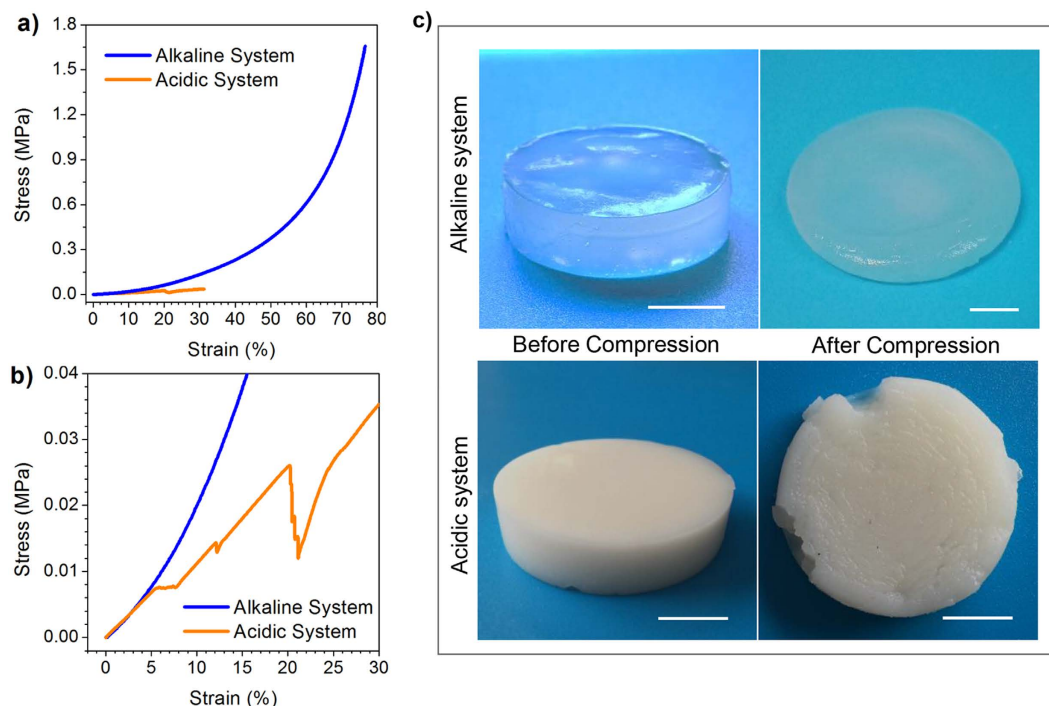 a)
1.8
1.5
1.2
0.9
0.6
0.3
0.0
Stress (MPa)
Alkaline System
Acidic System
0 10 20 30 40 50 60 70 80
Strain (%)
b)
0.04
0.03
0.02
0.01
0.00
Stress (MPa)
Alkaline System
Acidic System
0 5 10 15 20 25 30
Strain (%)
c)
Alkaline system
Before Compression
After Compression
Acidic system